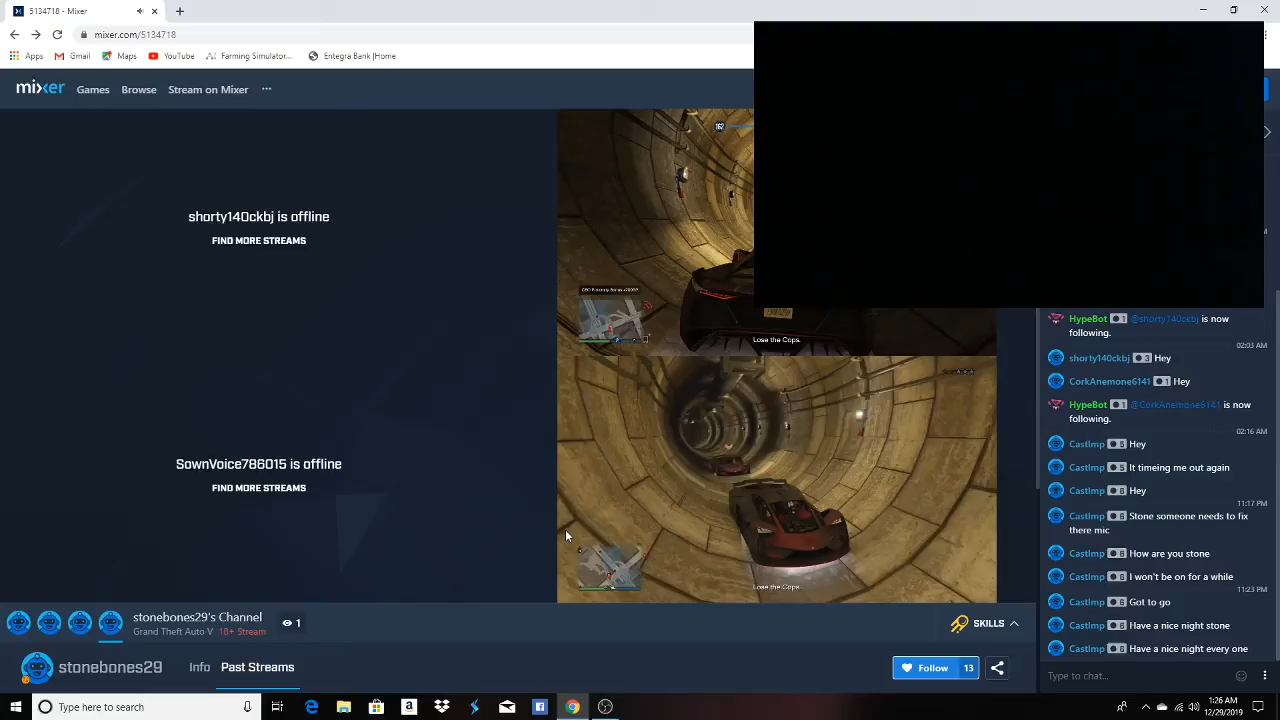 5134718 - Mixer
mixer.com/5134718
Apps Gmail Maps YouTube Farming Simulator... Entegra Bank |Home
mixer Games Browse Stream on Mixer ···
162
shorty140ckbj is offline
FIND MORE STREAMS
Lose the Cops.
HypeBot 1 @shorty140ckbj is now
following.
02:03 AM
shorty140ckbj 3 Hey
CorkAnemone6141 1 Hey
HypeBot 1 @CorkAnemone6141 is now
following.
02:16 AM
CastImp Hey
SownVoice786015 is offline
CastImp It timeing me out again
FIND MORE STREAMS
CastImp Hey
11:17 PM
CastImp Stone someone needs to fix
there mic
CastImp How are you stone
CastImp I won't be on for a while
11:23 PM
Lose the Cops.
CastImp Got to go
CastImp Have a nice night stone
CastImp Have a nice night every one
stonebones29's Channel 1
Grand Theft Auto V 18+ Stream
SKILLS
stonebones29 Info Past Streams
Follow 13
Type to chat...
Type here to search
1:26 AM
12/29/2019